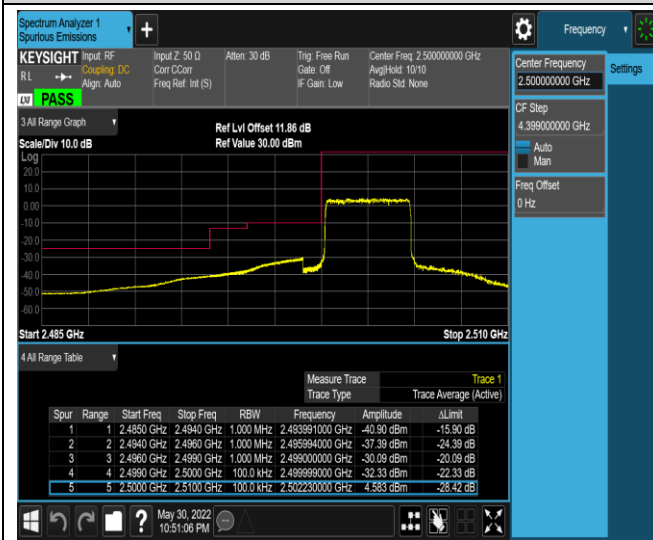 Spectrum Analyzer 1
Spurious Emissions
Frequency
KEYSIGHT
R L
LXI
PASS
Input: RF
Coupling: DC
Align: Auto
Input Z: 50 Ω
Corr CCorr
Freq Ref: Int (S)
Atten: 30 dB
Trig: Free Run
Gate: Off
IF Gain: Low
Center Freq: 2.500000000 GHz
Avg|Hold: 10/10
Radio Std: None
Center Frequency
2.500000000 GHz
Settings
CF Step
4.399000000 GHz
Auto
Man
Freq Offset
0 Hz
3 All Range Graph
Scale/Div 10.0 dB
Ref Lvl Offset 11.86 dB
Ref Value 30.00 dBm
Log
20.0
10.0
0.00
-10.0
-20.0
-30.0
-40.0
-50.0
-60.0
Start 2.485 GHz
Stop 2.510 GHz
4 All Range Table
Measure Trace Trace 1
Trace Type Trace Average (Active)
Spur Range Start Freq Stop Freq RBW Frequency Amplitude ΔLimit
1 1 2.4850 GHz 2.4940 GHz 1.000 MHz 2.493991000 GHz -40.90 dBm -15.90 dB
2 2 2.4940 GHz 2.4960 GHz 1.000 MHz 2.495994000 GHz -37.39 dBm -24.39 dB
3 3 2.4960 GHz 2.4990 GHz 1.000 MHz 2.499000000 GHz -30.09 dBm -20.09 dB
4 4 2.4990 GHz 2.5000 GHz 100.0 kHz 2.499999000 GHz -32.33 dBm -22.33 dB
5 5 2.5000 GHz 2.5100 GHz 100.0 kHz 2.502230000 GHz 4.583 dBm -28.42 dB
May 30, 2022
10:51:06 PM